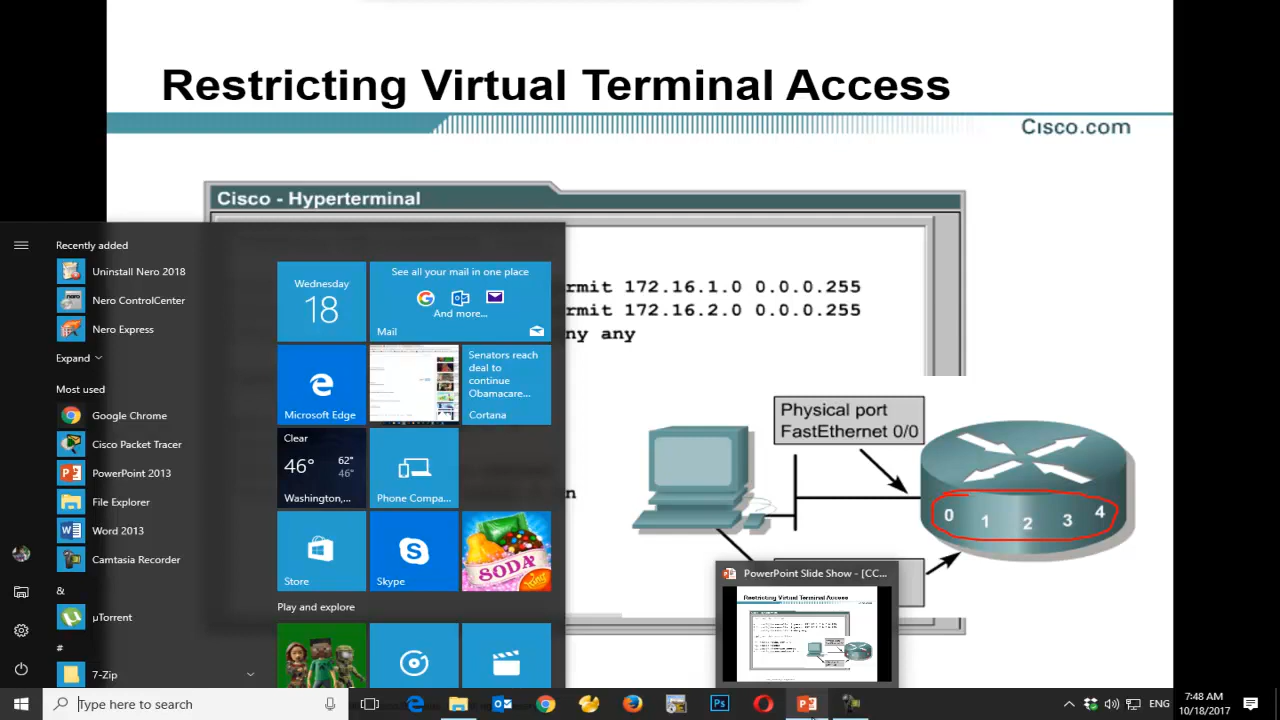 Restricting Virtual Terminal Access
Cisco.com
Cisco - Hyperterminal
rmit 172.16.1.0 0.0.0.255
rmit 172.16.2.0 0.0.0.255
ny any
n
Physical port
FastEthernet 0/0
0 1 2 3 4
Recently added
Uninstall Nero 2018
Nero ControlCenter
Nero Express
Expand
Most used
Google Chrome
Cisco Packet Tracer
PowerPoint 2013
File Explorer
Word 2013
Camtasia Recorder
&
µTorrent
#
7-Zip
Wednesday
18
See all your mail in one place
And more...
Mail
Microsoft Edge
Senators reach
deal to
continue
Obamacare...
Cortana
Clear
46° 62°
46°
Washington,...
Phone Compa...
Store
Skype
SODA
Play and explore
PowerPoint Slide Show - [CC...
Restricting Virtual Terminal Access
Type here to search
Ps
ENG
7:48 AM
10/18/2017